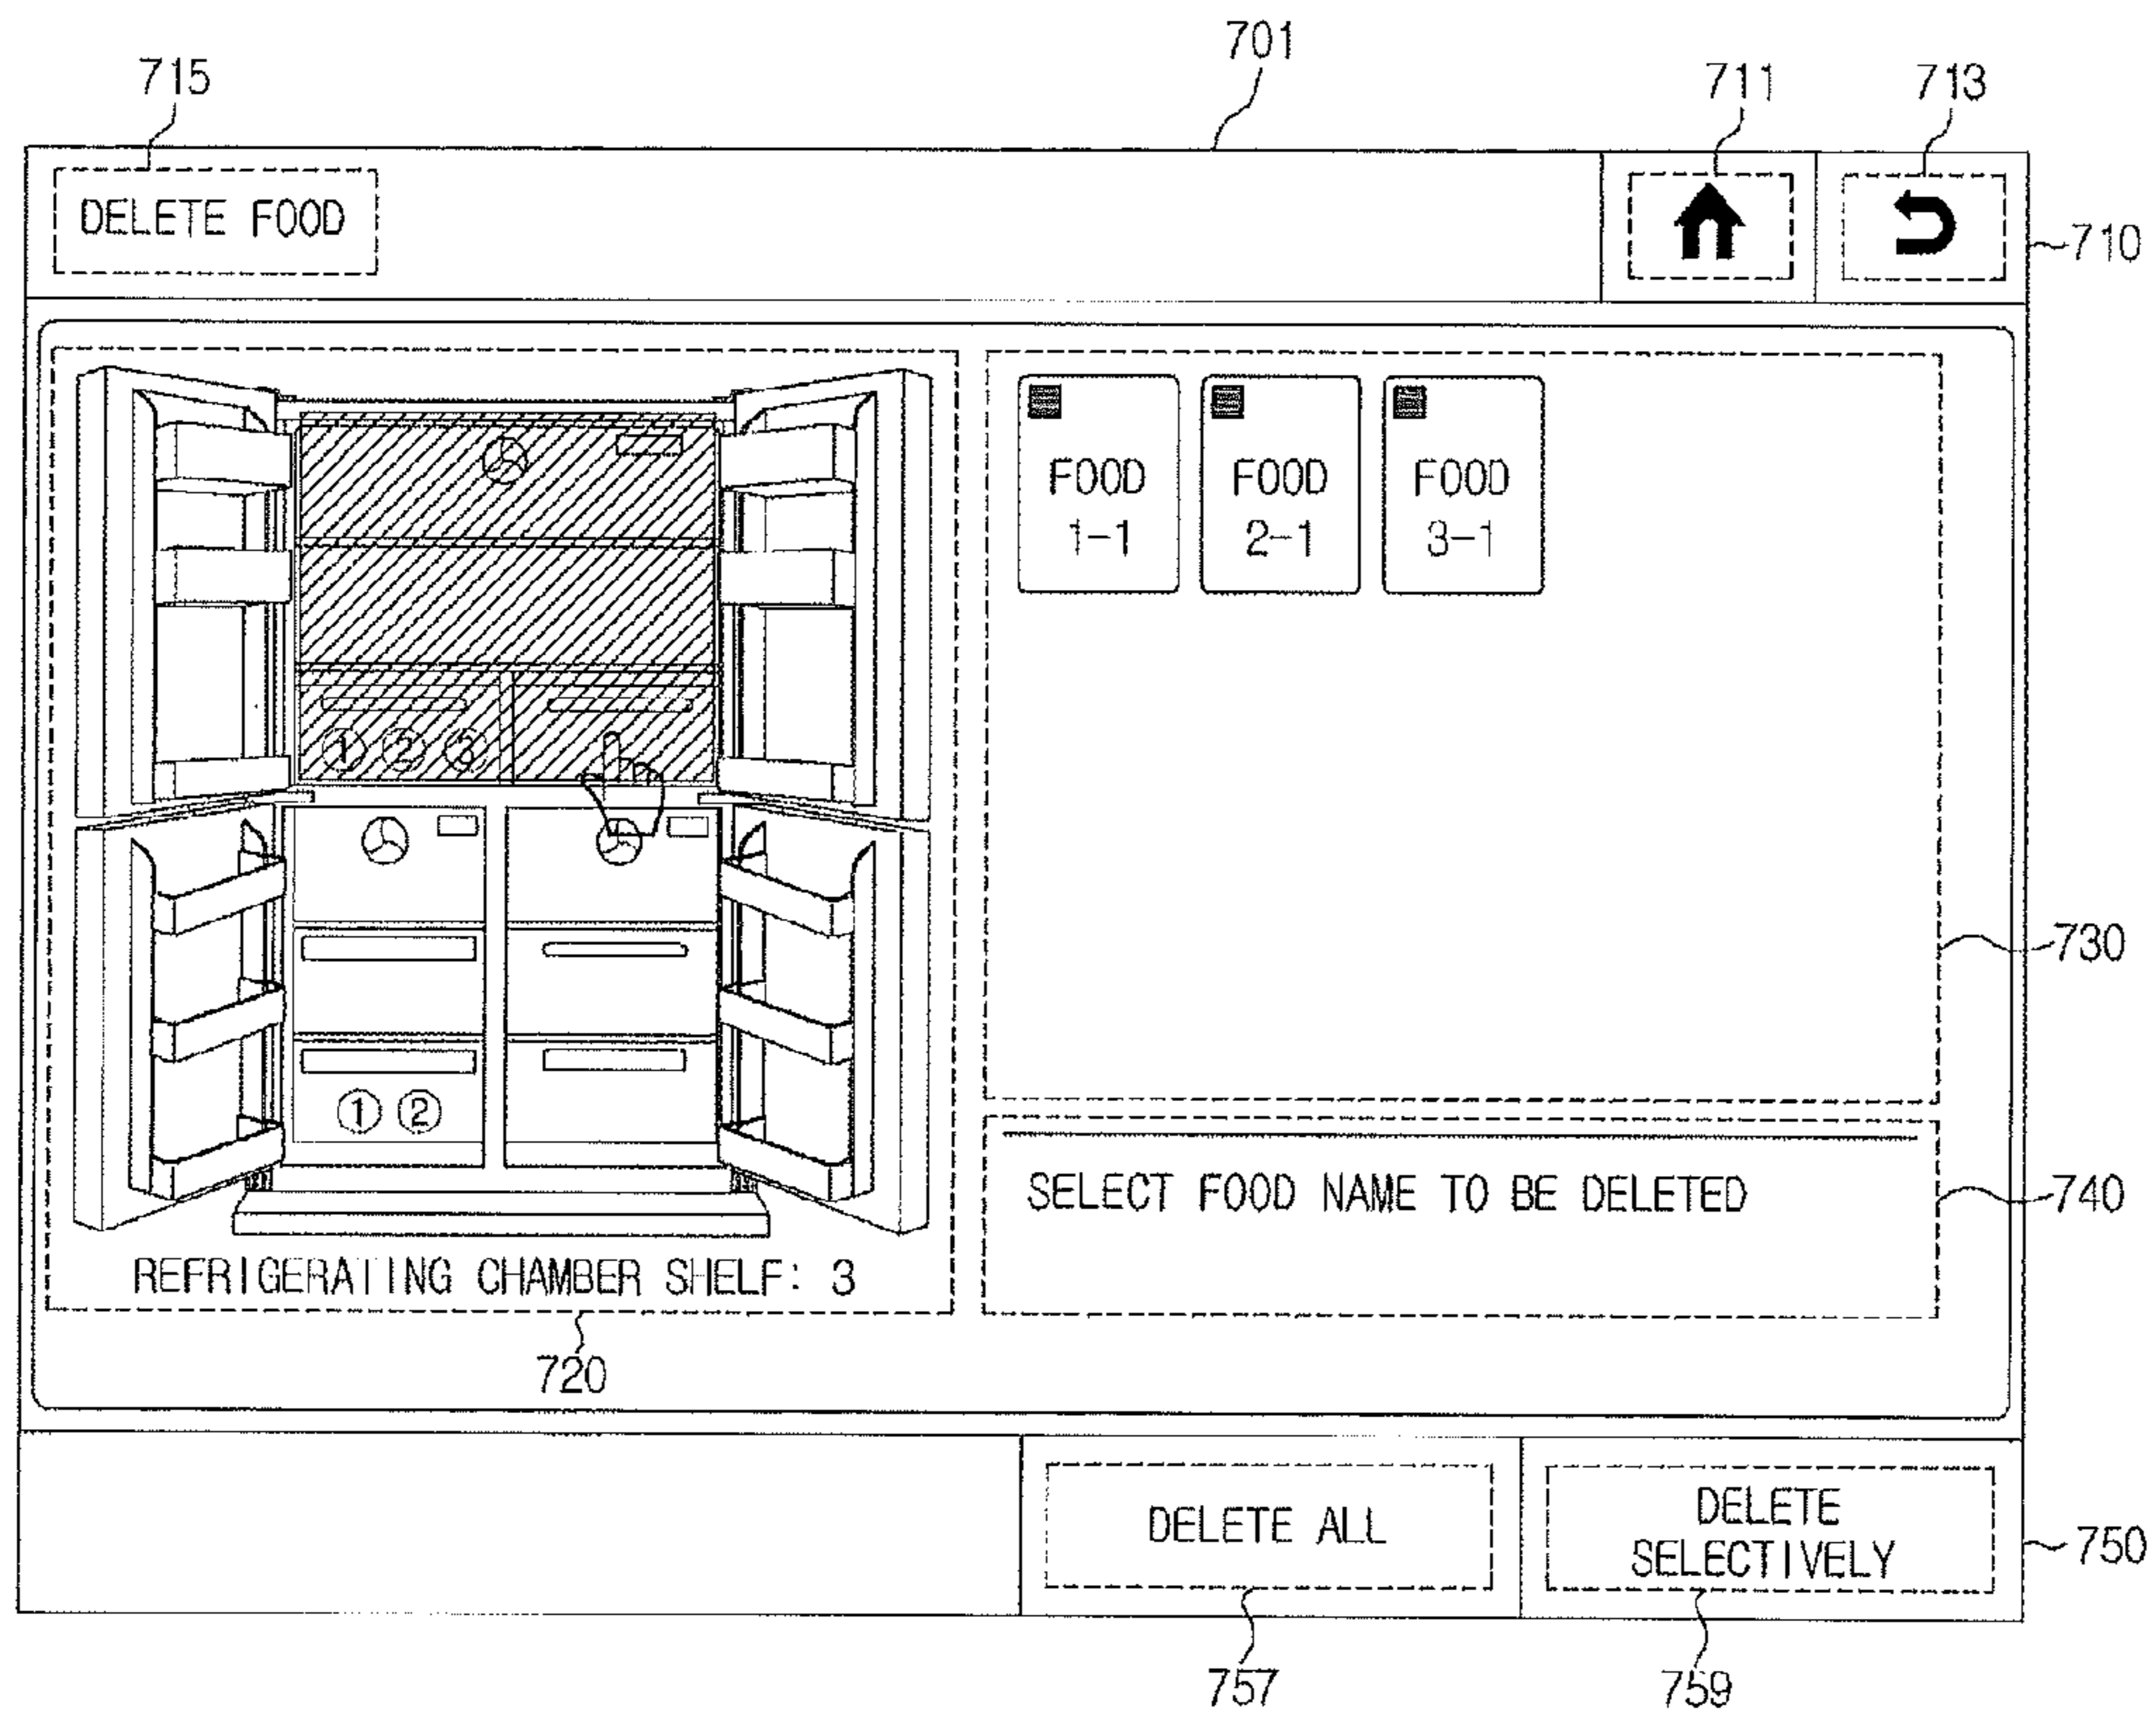 701
715
711
713
DELETE FOOD
710
FOOD
1-1
FOOD
2-1
FOOD
3-1
① ② ③
① ②
730
SELECT FOOD NAME TO BE DELETED
740
REFRIGERATING CHAMBER SHELF: 3
720
DELETE ALL
DELETE
SELECTIVELY
750
757
759